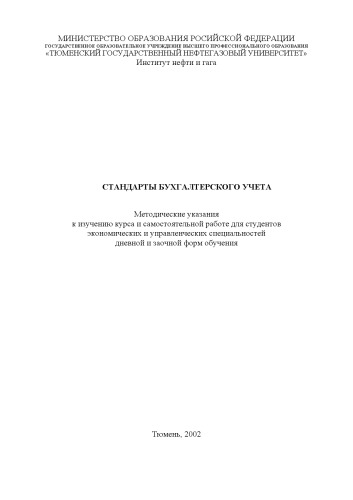 МИНИСТЕРСТВО ОБРАЗОВАНИЯ РОСИЙСКОЙ ФЕДЕРАЦИИ
ГОСУДАРСТВЕННОЕ ОБРАЗОВАТЕЛЬНОЕ УЧРЕЖДЕНИЕ ВЫСШЕГО ПРОФЕССИОНАЛЬНОГО ОБРАЗОВАНИЯ
«ТЮМЕНСКИЙ ГОСУДАРСТВЕННЫЙ НЕФТЕГАЗОВЫЙ УНИВЕРСИТЕТ»
Институт нефти и гага
СТАНДАРТЫ БУХГАЛТЕРСКОГО УЧЕТА
Методические указания
к изучению курса и самостоятельной работе для студентов
экономических и управленческих специальностей
дневной и заочной форм обучения
Тюмень, 2002